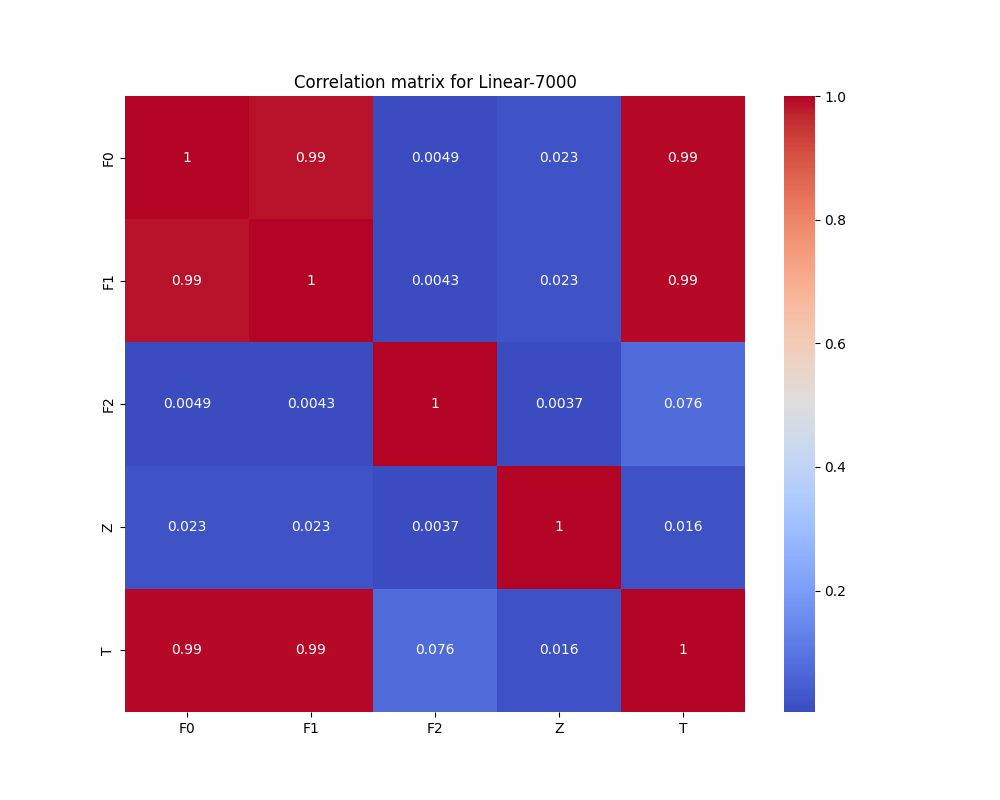 Correlation matrix for Linear-7000
F0 1 0.99 0.0049 0.023 0.99
F1 0.99 1 0.0043 0.023 0.99
F2 0.0049 0.0043 1 0.0037 0.076
Z 0.023 0.023 0.0037 1 0.016
T 0.99 0.99 0.076 0.016 1
F0 F1 F2 Z T
1.0
0.8
0.6
0.4
0.2